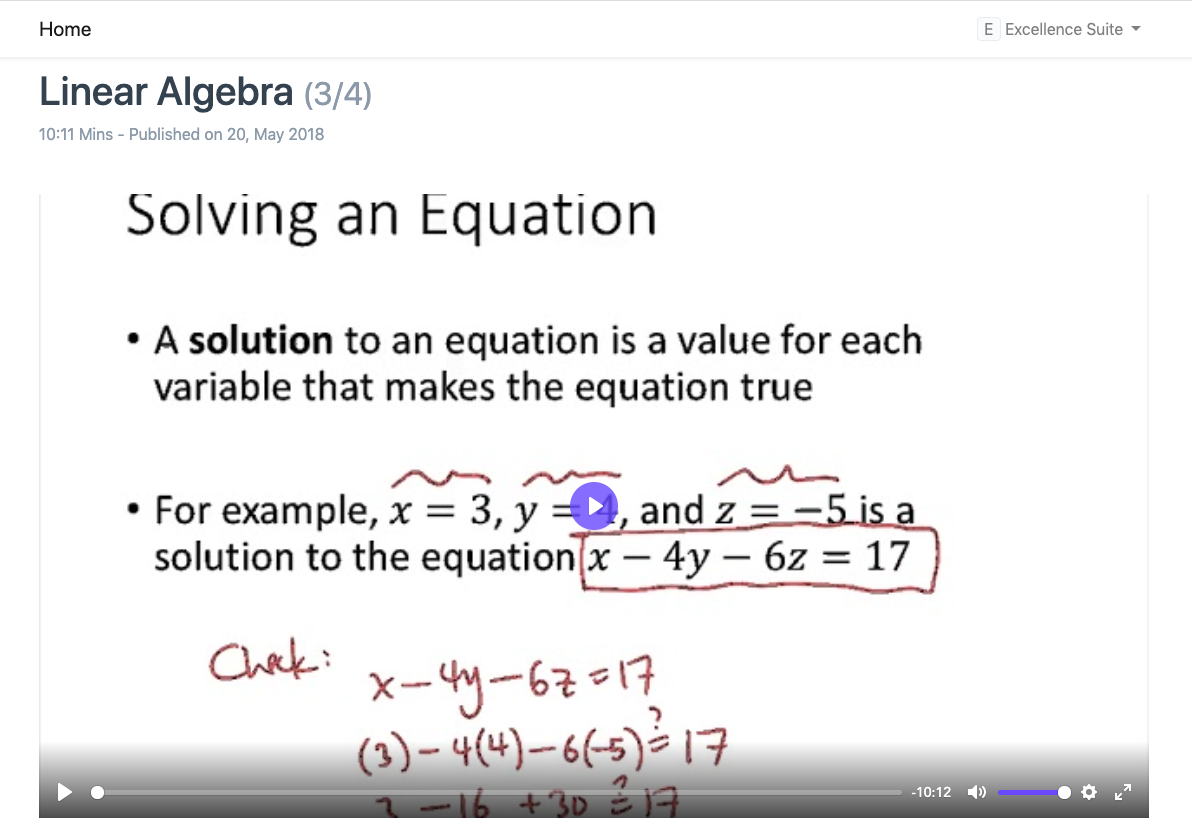 Home
E Excellence Suite
Linear Algebra (3/4)
10:11 Mins - Published on 20, May 2018
Solving an Equation
• A solution to an equation is a value for each
variable that makes the equation true
• For example, x = 3, y = 4, and z = −5 is a
solution to the equation x − 4y − 6z = 17
Check:
x − 4y − 6z = 17
(3) − 4(4) − 6(−5) ≟ 17
3 − 16 + 30 ≟ 17
-10:12